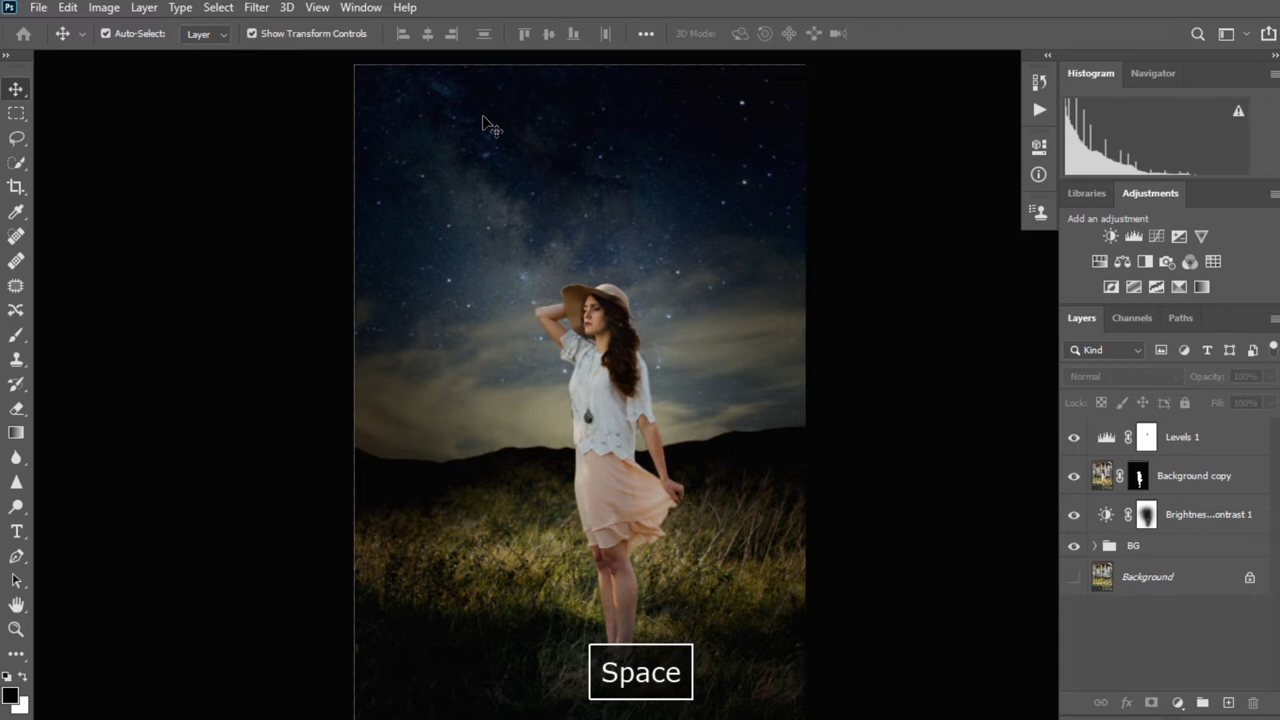 Ps File Edit Image Layer Type Select Filter 3D View Window Help
Auto-Select: Layer Show Transform Controls 3D Mode:
Histogram Navigator
Libraries Adjustments
Add an adjustment
Layers Channels Paths
Kind
Normal Opacity: 100%
Lock: Fill: 100%
Levels 1
Background copy
Brightnes...ontrast 1
BG
Background
Space
fx